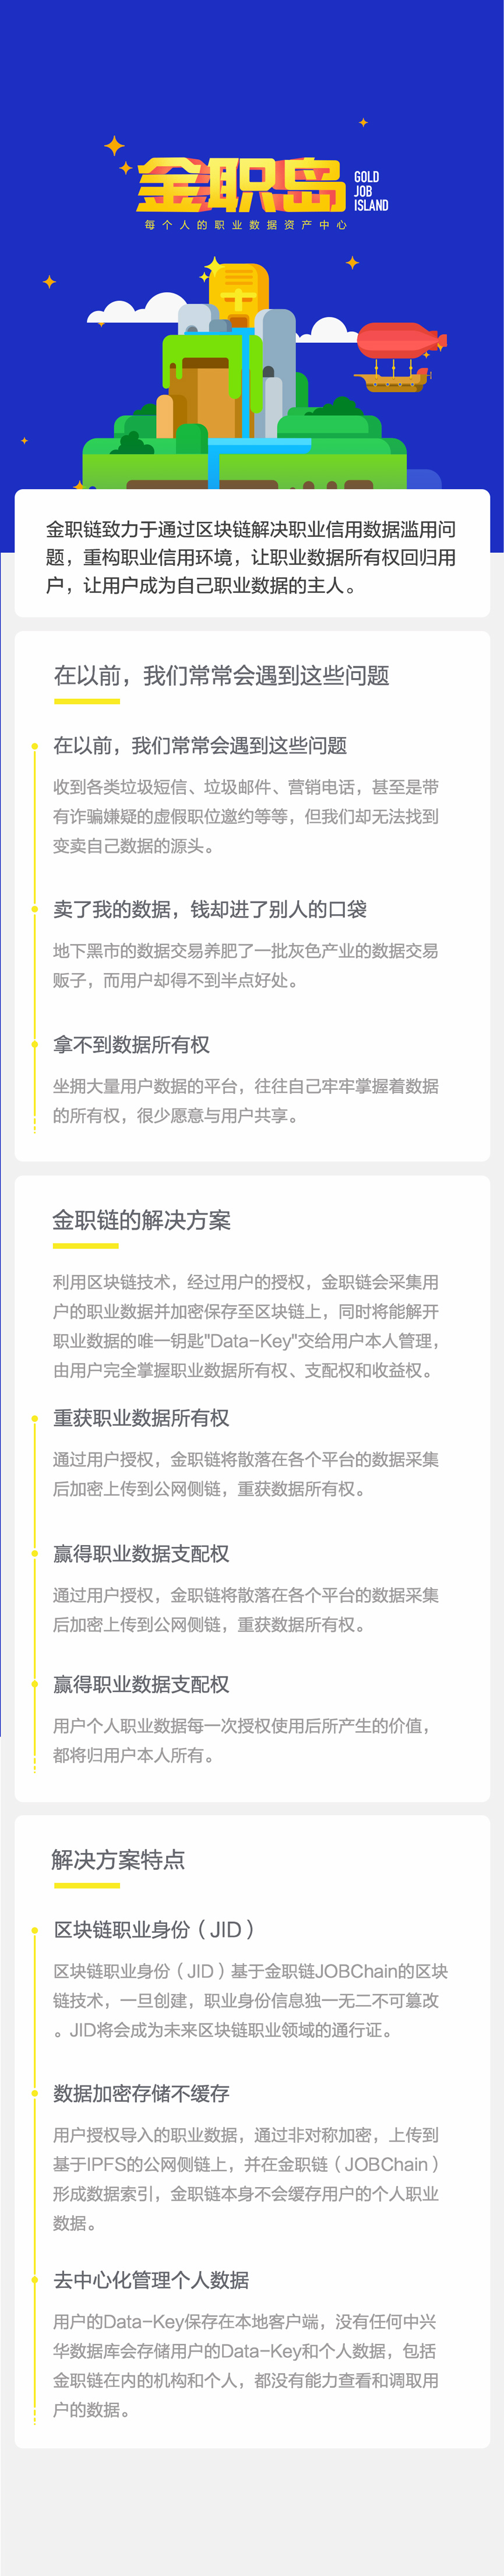 金职岛
GOLD
JOB
ISLAND
每个人的职业数据资产中心
金职链致力于通过区块链解决职业信用数据滥用问
题，重构职业信用环境，让职业数据所有权回归用
户，让用户成为自己职业数据的主人。
在以前，我们常常会遇到这些问题
在以前，我们常常会遇到这些问题
收到各类垃圾短信、垃圾邮件、营销电话，甚至是带
有诈骗嫌疑的虚假职位邀约等等，但我们却无法找到
变卖自己数据的源头。
卖了我的数据，钱却进了别人的口袋
地下黑市的数据交易养肥了一批灰色产业的数据交易
贩子，而用户却得不到半点好处。
拿不到数据所有权
坐拥大量用户数据的平台，往往自己牢牢掌握着数据
的所有权，很少愿意与用户共享。
金职链的解决方案
利用区块链技术，经过用户的授权，金职链会采集用
户的职业数据并加密保存至区块链上，同时将能解开
职业数据的唯一钥匙"Data-Key"交给用户本人管理，
由用户完全掌握职业数据所有权、支配权和收益权。
重获职业数据所有权
通过用户授权，金职链将散落在各个平台的数据采集
后加密上传到公网侧链，重获数据所有权。
赢得职业数据支配权
通过用户授权，金职链将散落在各个平台的数据采集
后加密上传到公网侧链，重获数据所有权。
赢得职业数据支配权
用户个人职业数据每一次授权使用后所产生的价值，
都将归用户本人所有。
解决方案特点
区块链职业身份（JID）
区块链职业身份（JID）基于金职链JOBChain的区块
链技术，一旦创建，职业身份信息独一无二不可篡改
。JID将会成为未来区块链职业领域的通行证。
数据加密存储不缓存
用户授权导入的职业数据，通过非对称加密，上传到
基于IPFS的公网侧链上，并在金职链（JOBChain）
形成数据索引，金职链本身不会缓存用户的个人职业
数据。
去中心化管理个人数据
用户的Data-Key保存在本地客户端，没有任何中兴
华数据库会存储用户的Data-Key和个人数据，包括
金职链在内的机构和个人，都没有能力查看和调取用
户的数据。